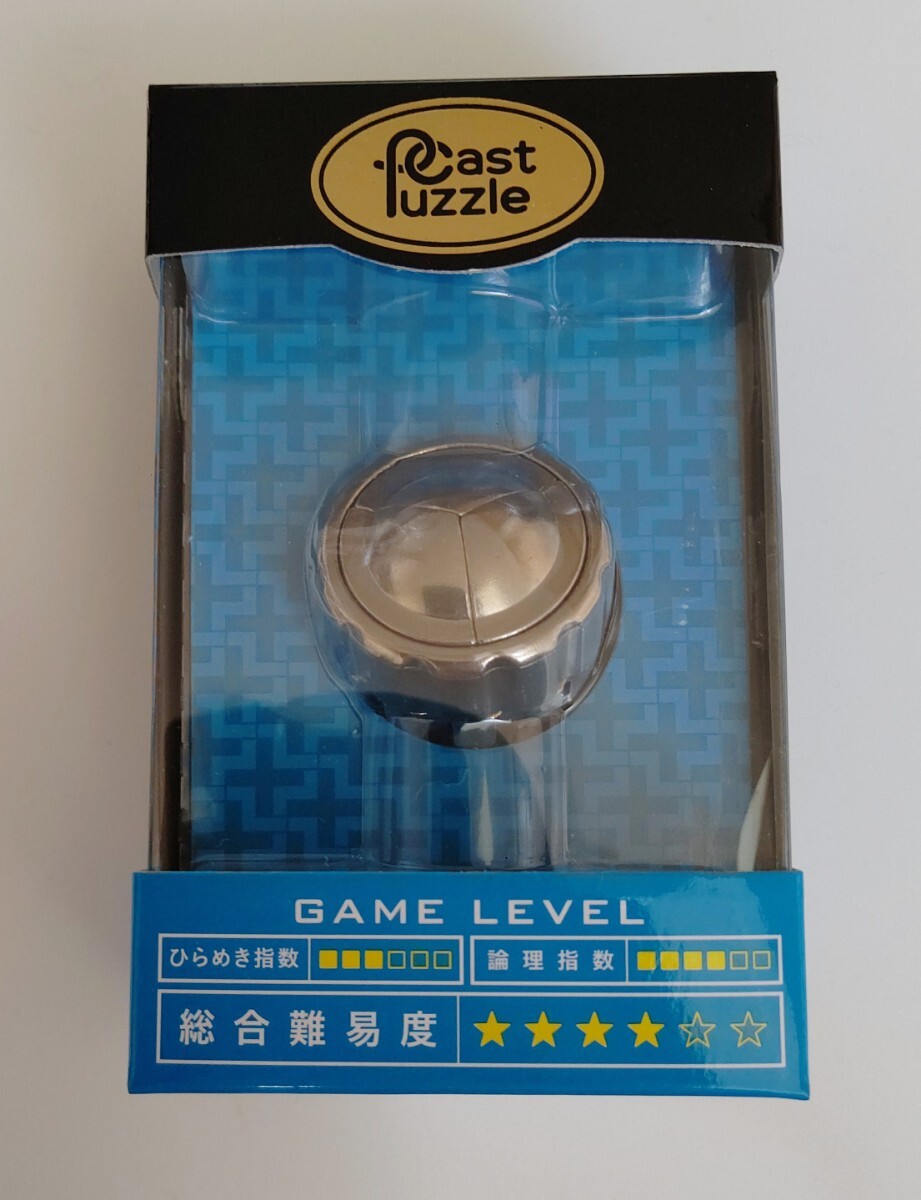 Cast
Puzzle
GAME LEVEL
ひらめき指数
論理指数
総合難易度